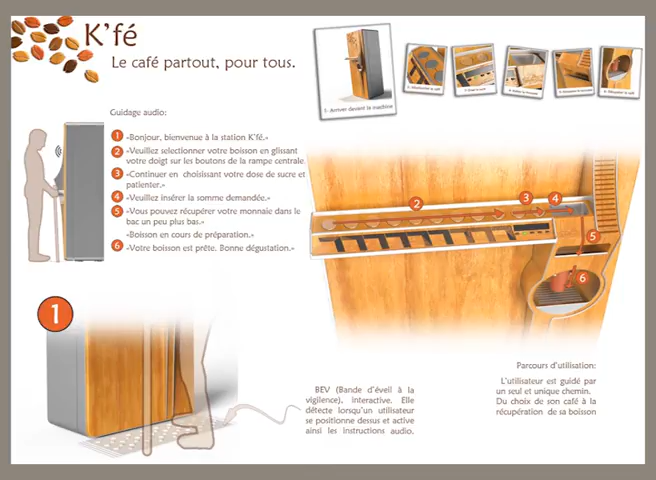 K'fé
Le café partout, pour tous.
1- Arriver devant la machine
Guidage audio:
1 «Bonjour, bienvenue à la station K'fé.»
2 «Veuillez selectionner votre boisson en glissant
votre doigt sur les boutons de la rampe centrale.
3 «Continuer en choisissant votre dose de sucre et
patienter.»
4 «Veuillez insérer la somme demandée.»
5 «Vous pouvez récupérer votre monnaie dans le
bac un peu plus bas.»
«Boisson en cours de préparation.»
6 «Votre boisson est prête. Bonne dégustation.»
2
3
4
5
6
1
BEV (Bande d'éveil à la
vigilence), interactive. Elle
détecte lorsqu'un utilisateur
se positionne dessus et active
ainsi les instructions audio.
Parcours d'utilisation:
L'utilisateur est guidé par
un seul et unique chemin.
Du choix de son café à la
récupération de sa boisson